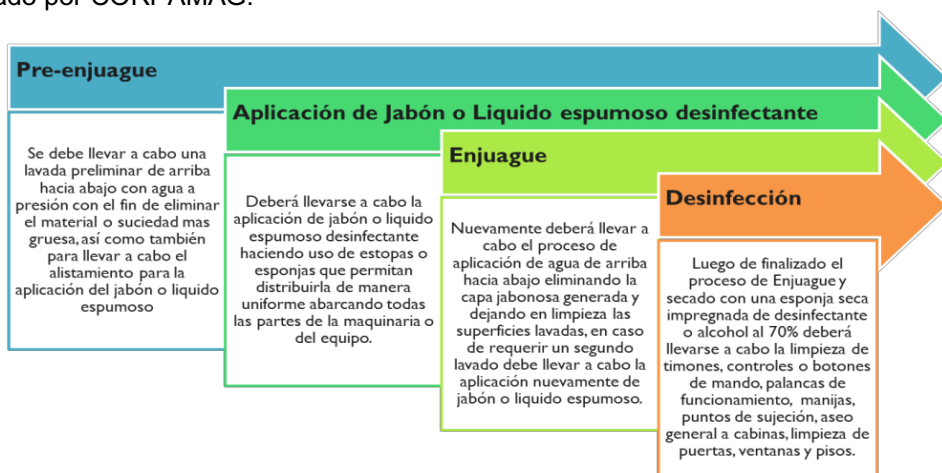 por CORPAMAG.
Pre-enjuague
Se debe llevar a cabo una
lavada preliminar de arriba
hacia abajo con agua a
presión con el fin de eliminar
el material o suciedad mas
gruesa, así como también
para llevar a cabo el
alistamiento para la
aplicación del jabón o liquido
espumoso
Aplicación de Jabón o Liquido espumoso desinfectante
Deberá llevarse a cabo la
aplicación de jabón o liquido
espumoso desinfectante
haciendo uso de estopas o
esponjas que permitan
distribuirla de manera
uniforme abarcando todas
las partes de la maquinaria o
del equipo.
Enjuague
Nuevamente deberá llevar a
cabo el proceso de
aplicación de agua de arriba
hacia abajo eliminando la
capa jabonosa generada y
dejando en limpieza las
superficies lavadas, en caso
de requerir un segundo
lavado debe llevar a cabo la
aplicación nuevamente de
jabón o liquido espumoso.
Desinfección
Luego de finalizado el
proceso de Enjuague y
secado con una esponja seca
impregnada de desinfectante
o alcohol al 70% deberá
llevarse a cabo la limpieza de
timones, controles o botones
de mando, palancas de
funcionamiento, manijas,
puntos de sujeción, aseo
general a cabinas, limpieza de
puertas, ventanas y pisos.